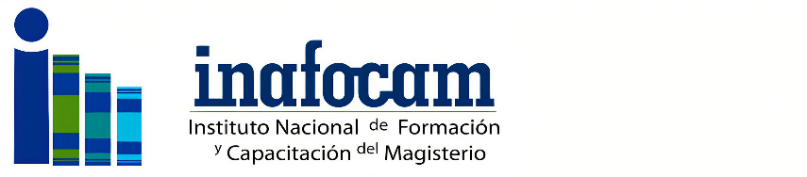 inafocam
Instituto Nacional de Formación
y Capacitación del Magisterio